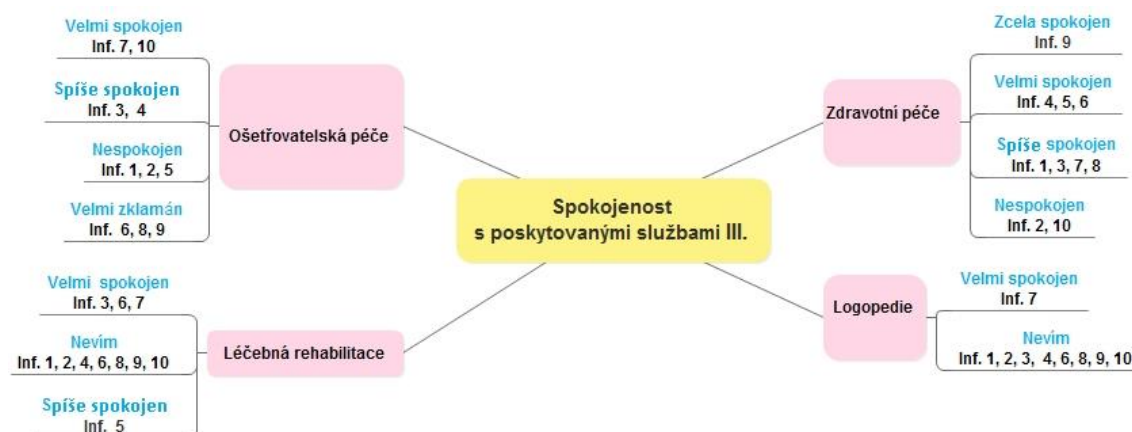 Velmi spokojen
Inf. 7, 10
Spíše spokojen
Inf. 3, 4
Nespokojen
Inf. 1, 2, 5
Velmi zklamán
Inf. 6, 8, 9
Ošetřovatelská péče
Velmi spokojen
Inf. 3, 6, 7
Nevím
Inf. 1, 2, 4, 6, 8, 9, 10
Spíše spokojen
Inf. 5
Léčebná rehabilitace
Spokojenost
s poskytovanými službami III.
Zdravotní péče
Zcela spokojen
Inf. 9
Velmi spokojen
Inf. 4, 5, 6
Spíše spokojen
Inf. 1, 3, 7, 8
Nespokojen
Inf. 2, 10
Logopedie
Velmi spokojen
Inf. 7
Nevím
Inf. 1, 2, 3, 4, 6, 8, 9, 10